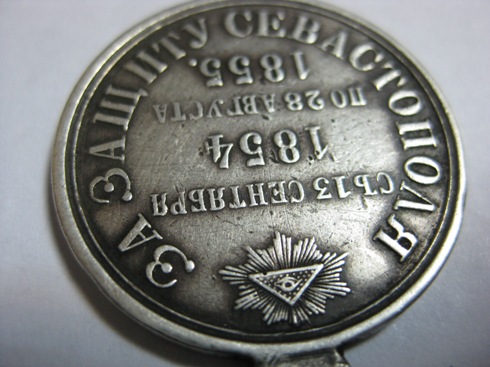 ЗА ЗАЩИТУ СЕВАСТОПОЛЯ
СЪ 13 СЕНТЯБРЯ
1854
ПО 28 АВГУСТА
1855.